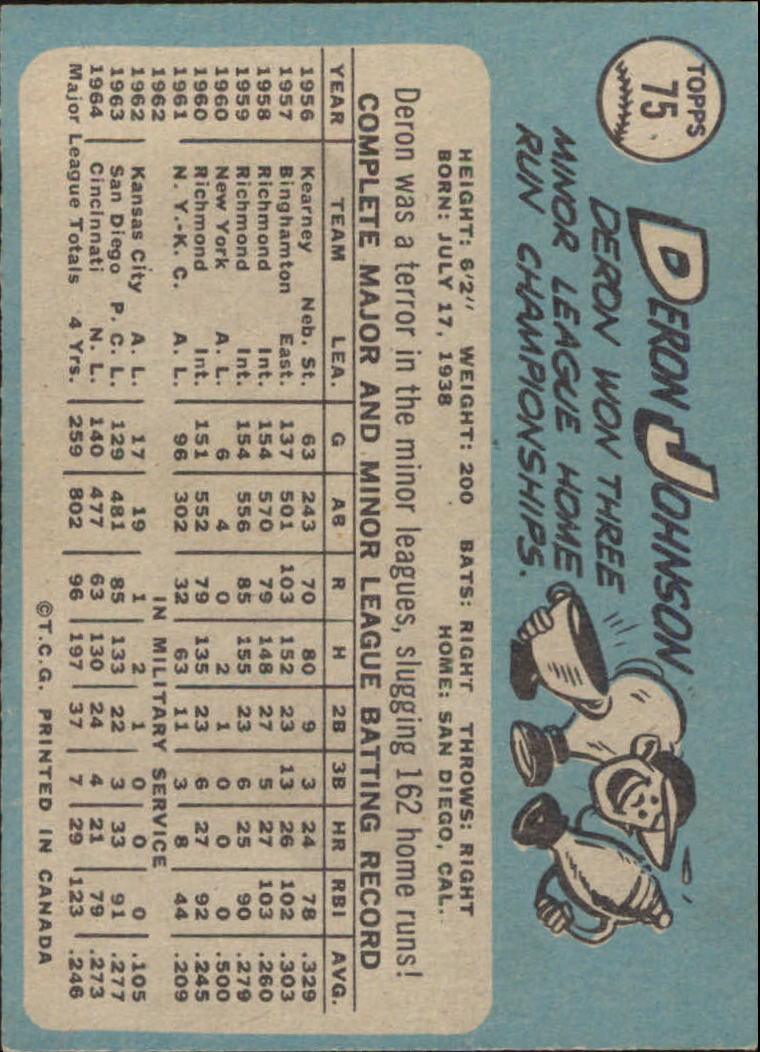 TOPPS
75
DERON JOHNSON
DERON WON THREE
MINOR LEAGUE HOME
RUN CHAMPIONSHIPS.
HEIGHT: 6'2" WEIGHT: 200 BATS: RIGHT THROWS: RIGHT
BORN: JULY 17, 1938 HOME: SAN DIEGO, CAL.
Deron was a terror in the minor leagues, slugging 162 home runs!
COMPLETE MAJOR AND MINOR LEAGUE BATTING RECORD
YEAR TEAM LEA. G AB R H 2B 3B HR RBI AVG.
1956 Kearney Neb. St. 63 243 70 80 9 3 24 78 .329
1957 Binghamton East. 137 501 103 152 23 13 26 102 .303
1958 Richmond Int. 154 570 79 148 27 5 27 103 .260
1959 Richmond Int. 154 556 85 155 23 6 25 90 .279
1960 New York A. L. 6 4 0 2 1 0 0 0 .500
1960 Richmond Int. 151 552 79 135 23 6 27 92 .245
1961 N. Y.-K. C. A. L. 96 302 32 63 11 3 8 44 .209
1962 IN MILITARY SERVICE
1962 Kansas City A. L. 17 19 1 2 1 0 0 0 .105
1963 San Diego P. C. L. 129 481 85 133 22 3 33 91 .277
1964 Cincinnati N. L. 140 477 63 130 24 4 21 79 .273
Major League Totals 4 Yrs. 259 802 96 197 37 7 29 123 .246
©T.C.G. PRINTED IN CANADA